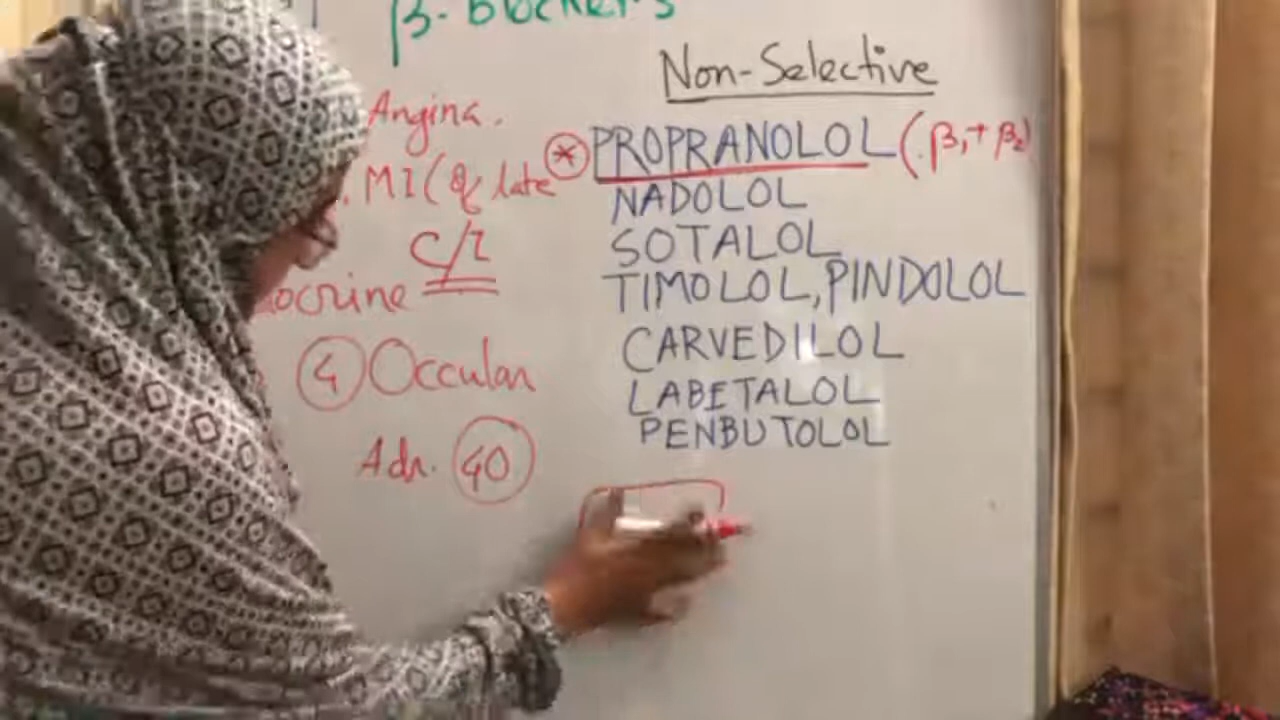 β-blockers
Non-Selective
Angina.
* PROPRANOLOL (β₁+ β₂)
MI ( late
NADOLOL
C/I
SOTALOL
ocrine
TIMOLOL, PINDOLOL
CARVEDILOL
4 Occular
LABETALOL
PENBUTOLOL
Adr. 40